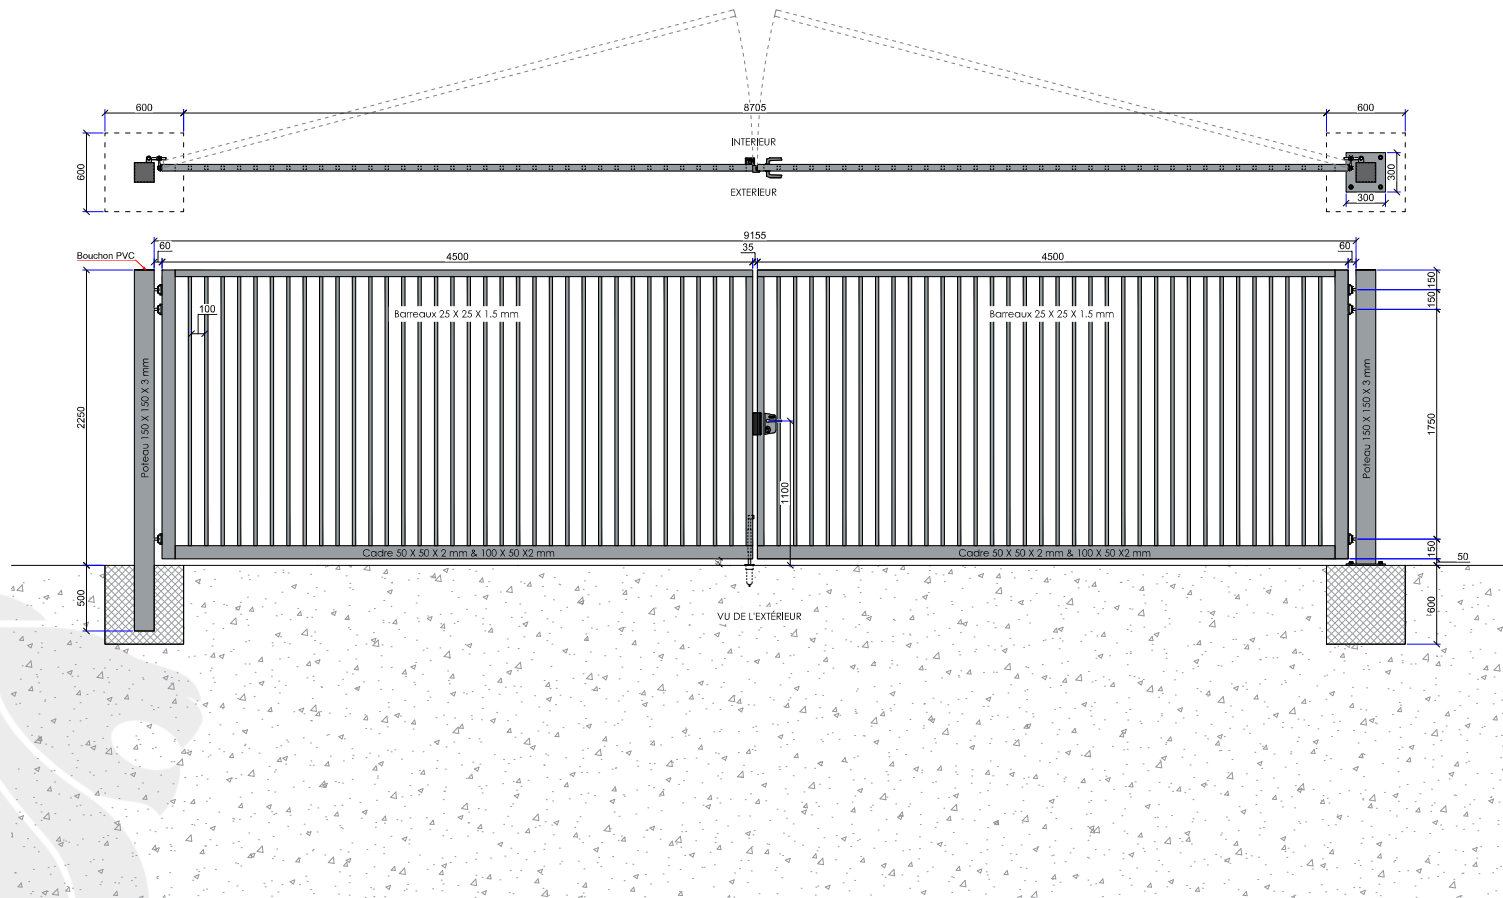 600
8705
600
INTERIEUR
600
300
EXTERIEUR
300
9155
60
35
60
Bouchon PVC
4500
4500
150
150
100
Barreaux 25 X 25 X 1.5 mm
Barreaux 25 X 25 X 1.5 mm
Poteau 150 X 150 X 3 mm
Poteau 150 X 150 X 3 mm
2250
1750
1100
Cadre 50 X 50 X 2 mm & 100 X 50 X2 mm
Cadre 50 X 50 X 2 mm & 100 X 50 X2 mm
150
50
500
600
VU DE L'EXTÉRIEUR